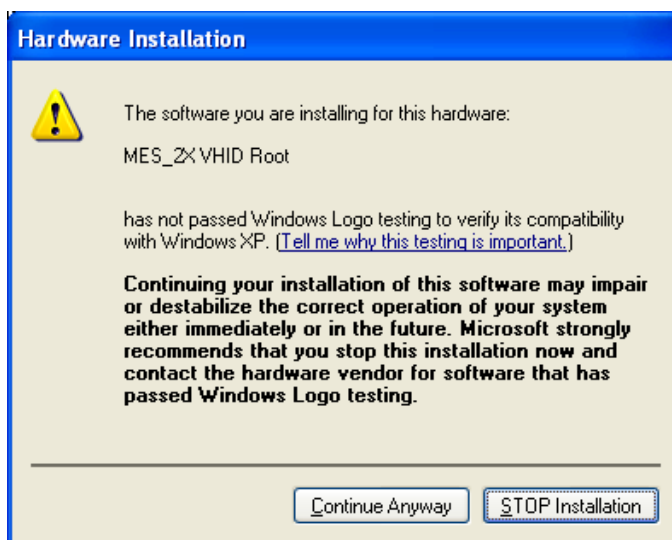 Hardware Installation
The software you are installing for this hardware:
MES_2X VHID Root
has not passed Windows Logo testing to verify its compatibility
with Windows XP. (Tell me why this testing is important.)
Continuing your installation of this software may impair
or destabilize the correct operation of your system
either immediately or in the future. Microsoft strongly
recommends that you stop this installation now and
contact the hardware vendor for software that has
passed Windows Logo testing.
Continue Anyway STOP Installation